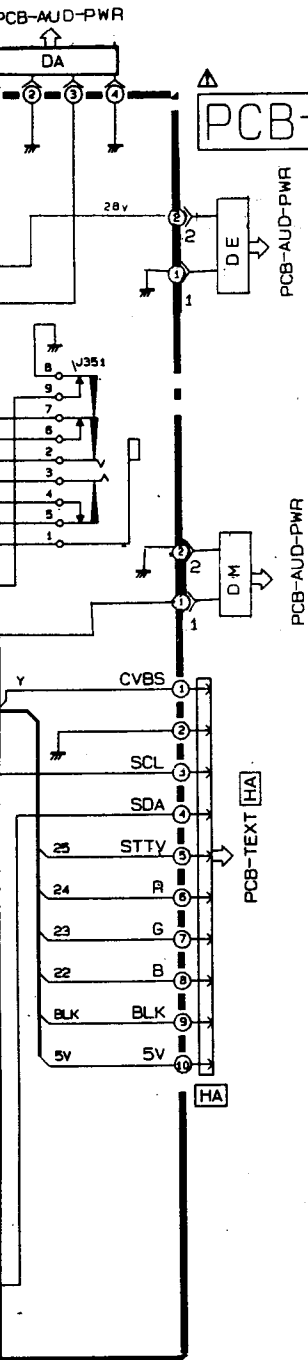 PCB-AUD-PWR
DA
2 3 4
PCB-
28V
2
2
DE
PCB-AUD-PWR
1
1
J351
8
9
7
6
2
3
4
5
1
2
2
DM
PCB-AUD-PWR
1
1
Y CVBS 1
2
SCL 3
SDA 4
25 STTV 5
PCB-TEXT HA
24 R 6
23 G 7
22 B 8
BLK BLK 9
5V 5V 10
HA